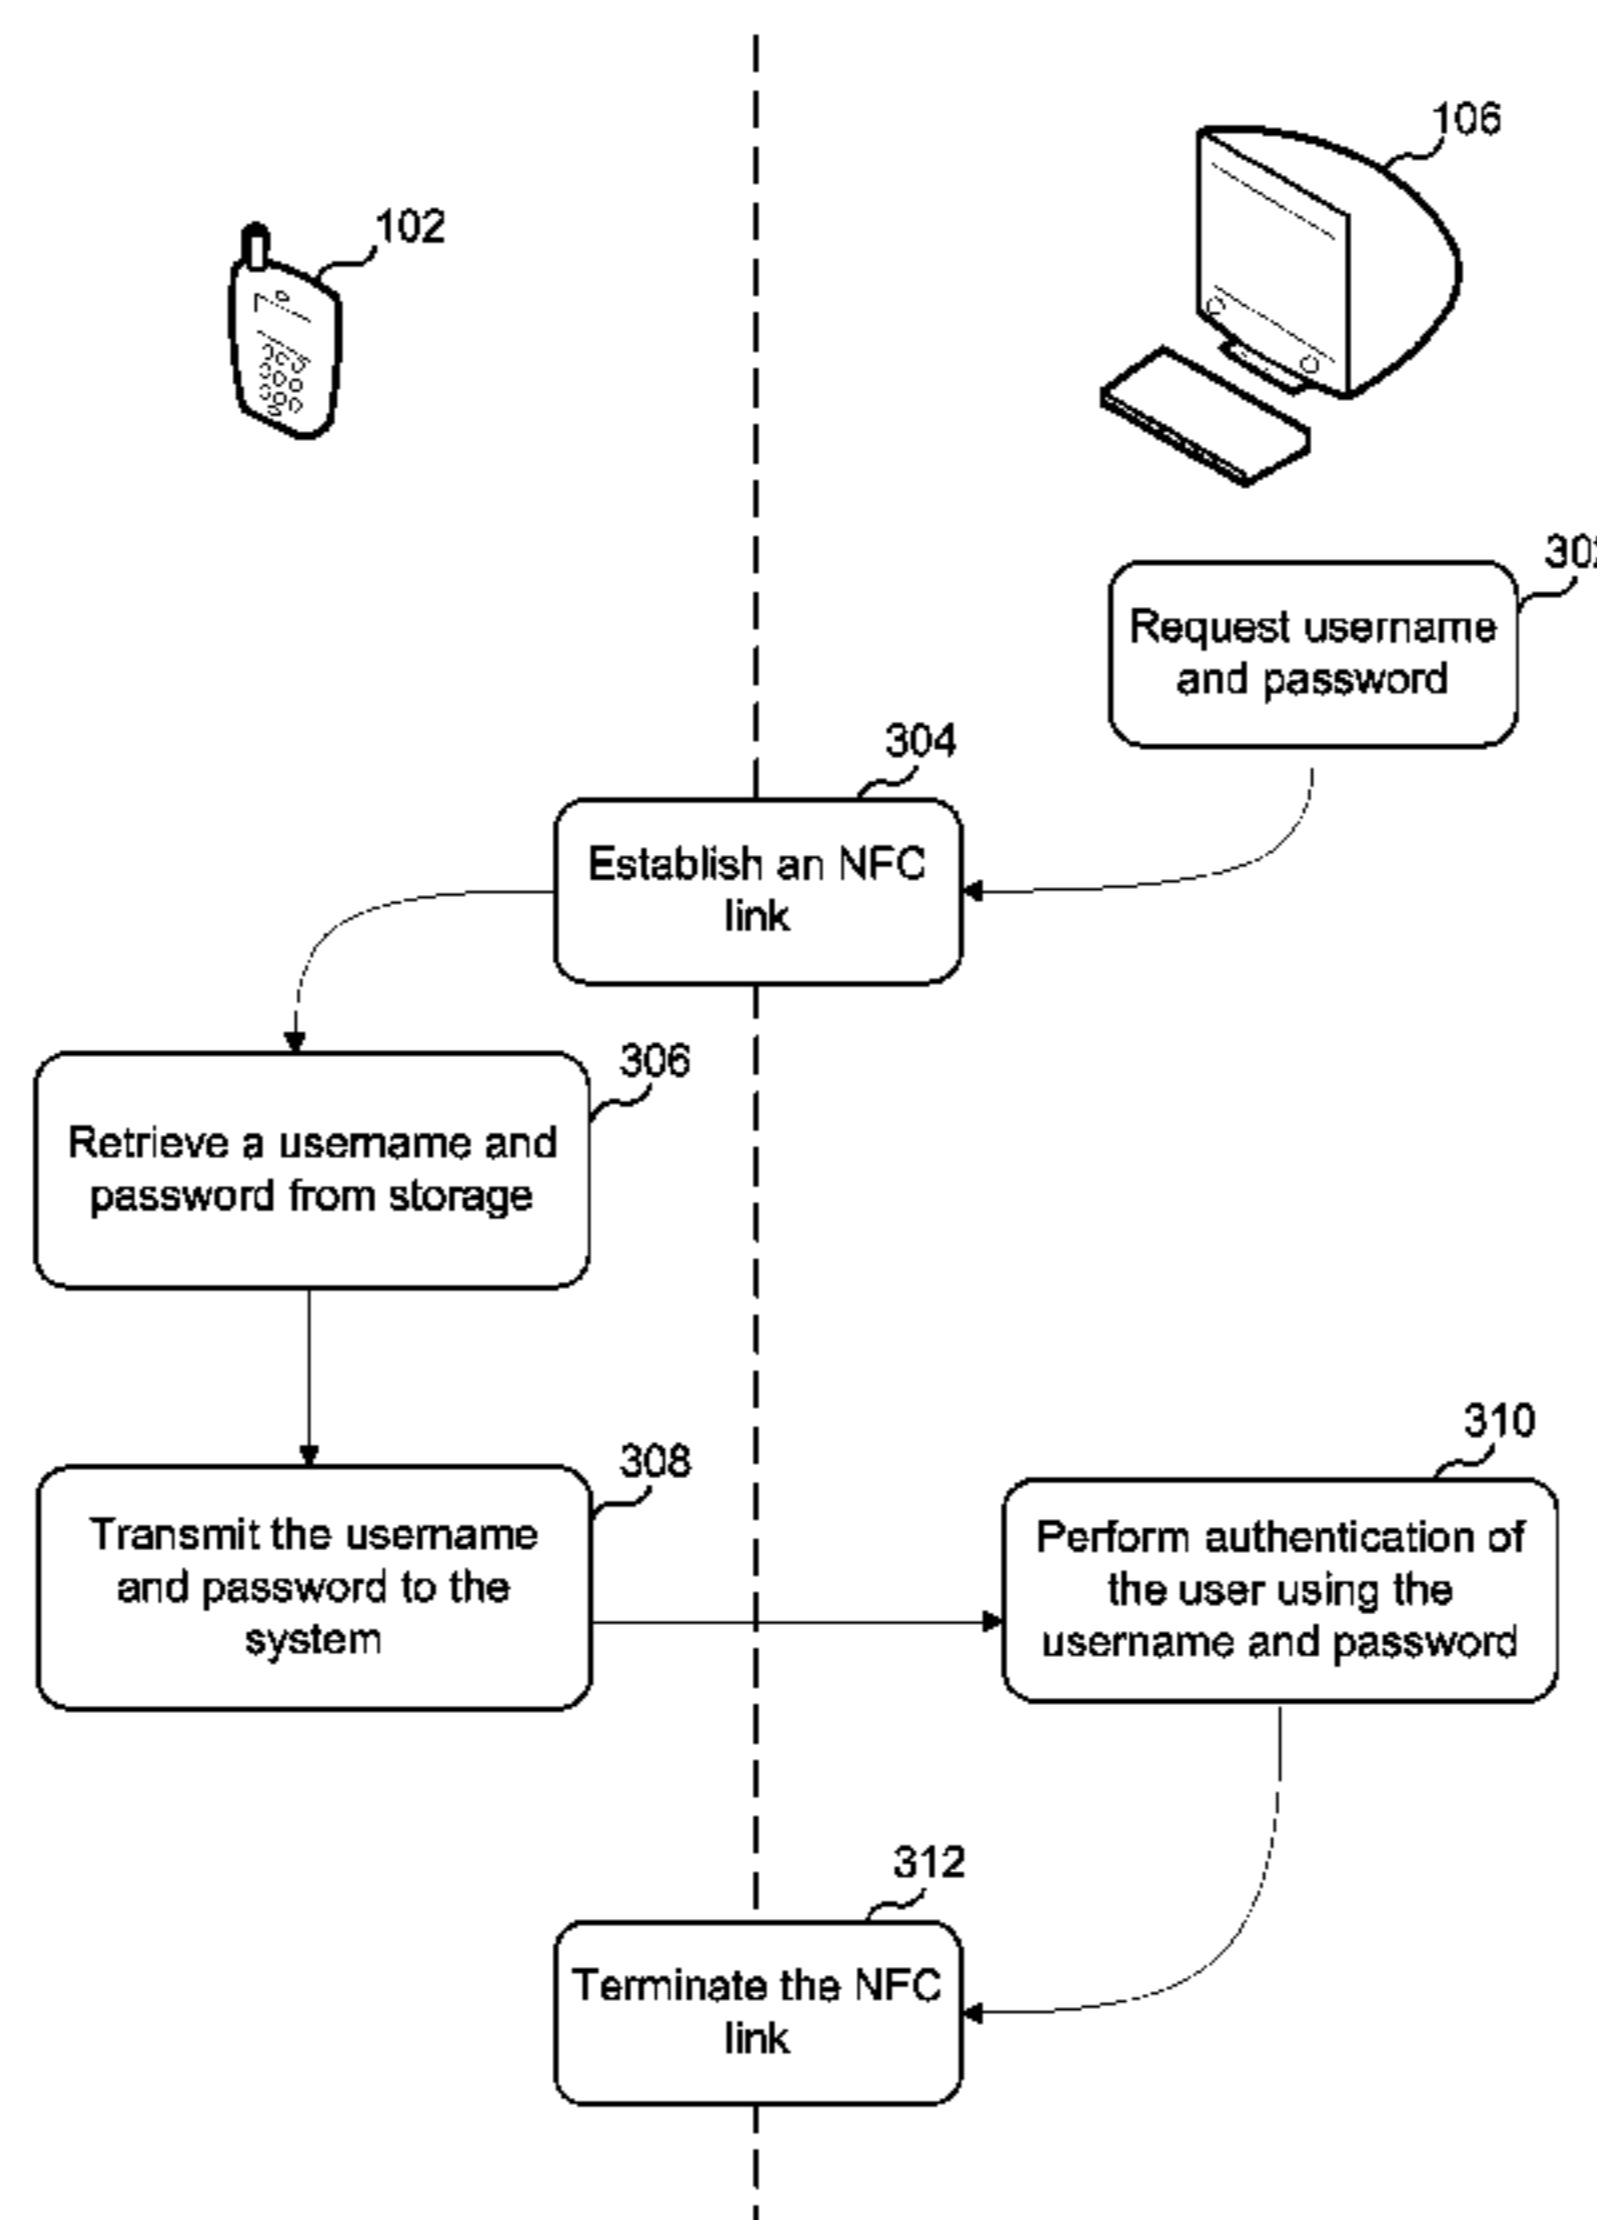 106
102
Request username
and password
304
Establish an NFC
link
306
Retrieve a username and
password from storage
308
Transmit the username
and password to the
system
310
Perform authentication of
the user using the
username and password
312
Terminate the NFC
link